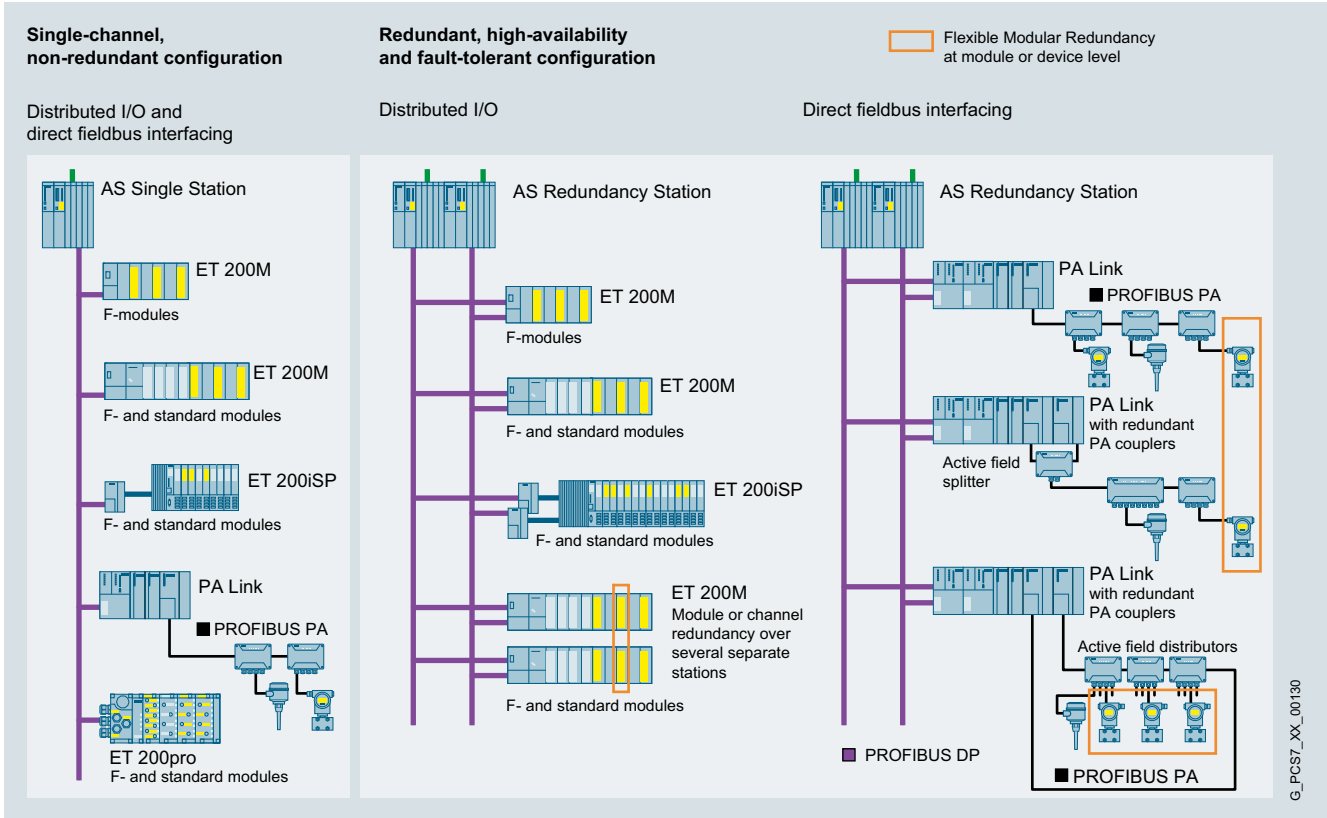 Single-channel,
non-redundant configuration
Redundant, high-availability
and fault-tolerant configuration
Flexible Modular Redundancy
at module or device level
Distributed I/O and
direct fieldbus interfacing
Distributed I/O
Direct fieldbus interfacing
AS Single Station
ET 200M
F-modules
ET 200M
F- and standard modules
ET 200iSP
F- and standard modules
PA Link
PROFIBUS PA
ET 200pro
F- and standard modules
AS Redundancy Station
ET 200M
F-modules
ET 200M
F- and standard modules
ET 200iSP
F- and standard modules
ET 200M
Module or channel
redundancy over
several separate
stations
F- and standard modules
AS Redundancy Station
PA Link
PROFIBUS PA
PA Link
with redundant
PA couplers
Active field
splitter
PA Link
with redundant
PA couplers
Active field distributors
PROFIBUS DP
PROFIBUS PA
G_PCS7_XX_00130